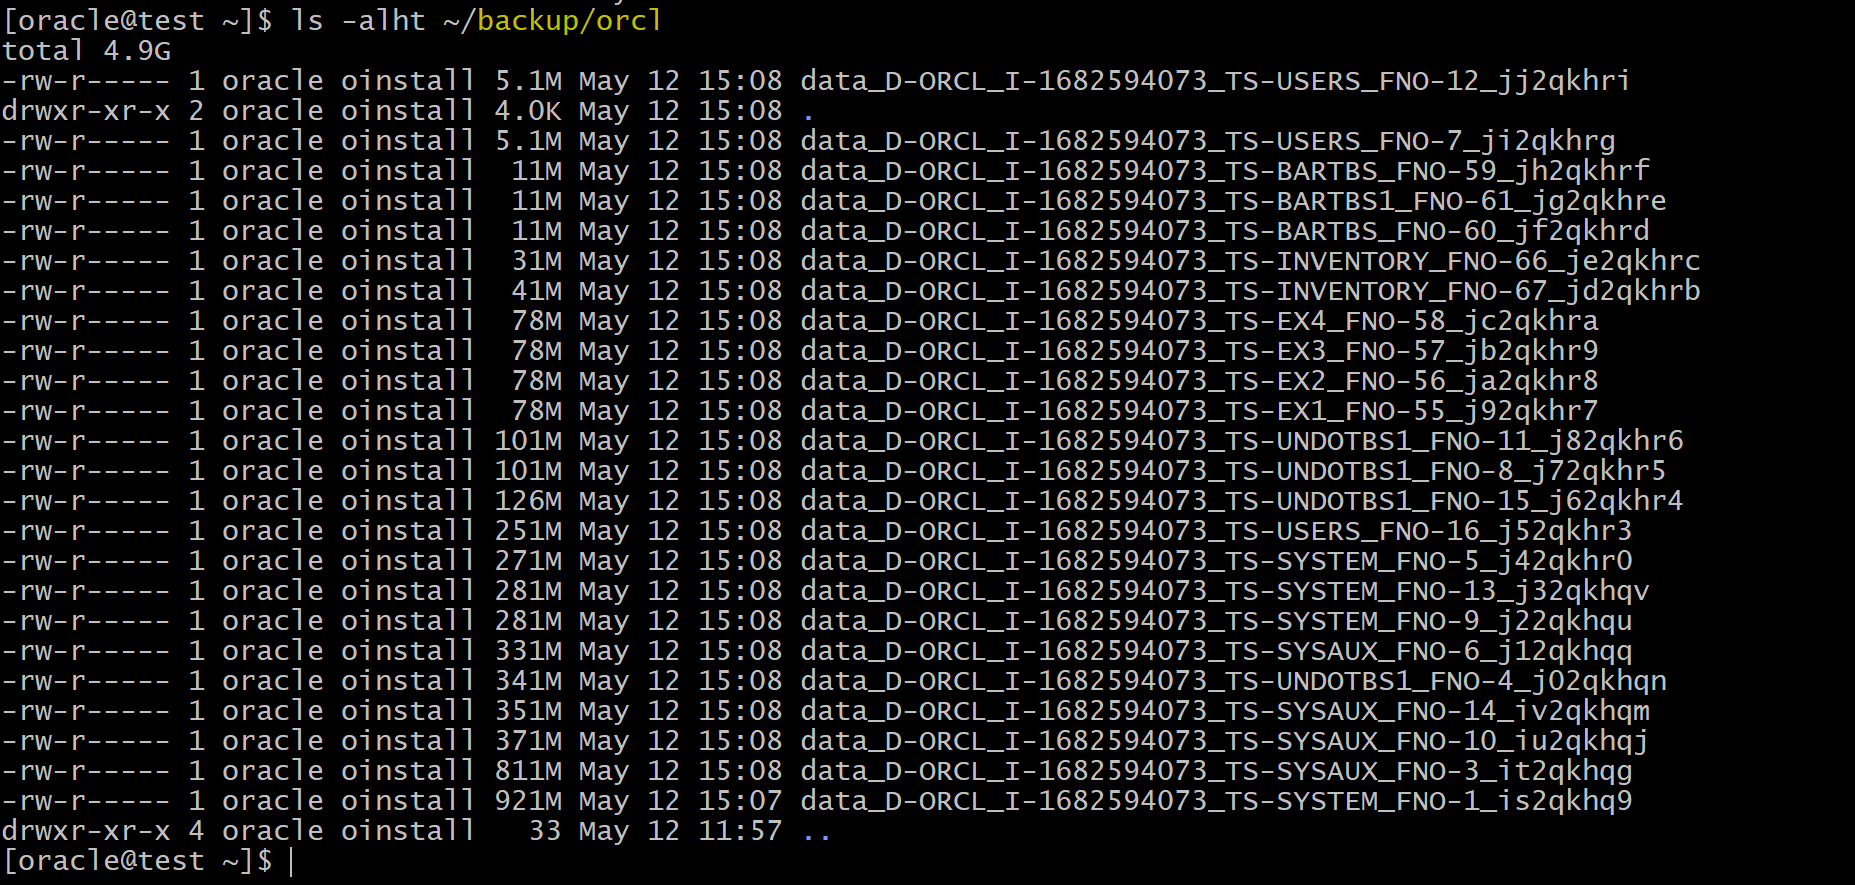 [oracle@test ~]$ ls -alht ~/backup/orcl
total 4.9G
-rw-r----- 1 oracle oinstall 5.1M May 12 15:08 data_D-ORCL_I-1682594073_TS-USERS_FNO-12_jj2qkhri
drwxr-xr-x 2 oracle oinstall 4.0K May 12 15:08 .
-rw-r----- 1 oracle oinstall 5.1M May 12 15:08 data_D-ORCL_I-1682594073_TS-USERS_FNO-7_ji2qkhrg
-rw-r----- 1 oracle oinstall  11M May 12 15:08 data_D-ORCL_I-1682594073_TS-BARTBS_FNO-59_jh2qkhrf
-rw-r----- 1 oracle oinstall  11M May 12 15:08 data_D-ORCL_I-1682594073_TS-BARTBS1_FNO-61_jg2qkhre
-rw-r----- 1 oracle oinstall  11M May 12 15:08 data_D-ORCL_I-1682594073_TS-BARTBS_FNO-60_jf2qkhrd
-rw-r----- 1 oracle oinstall  31M May 12 15:08 data_D-ORCL_I-1682594073_TS-INVENTORY_FNO-66_je2qkhrc
-rw-r----- 1 oracle oinstall  41M May 12 15:08 data_D-ORCL_I-1682594073_TS-INVENTORY_FNO-67_jd2qkhrb
-rw-r----- 1 oracle oinstall  78M May 12 15:08 data_D-ORCL_I-1682594073_TS-EX4_FNO-58_jc2qkhra
-rw-r----- 1 oracle oinstall  78M May 12 15:08 data_D-ORCL_I-1682594073_TS-EX3_FNO-57_jb2qkhr9
-rw-r----- 1 oracle oinstall  78M May 12 15:08 data_D-ORCL_I-1682594073_TS-EX2_FNO-56_ja2qkhr8
-rw-r----- 1 oracle oinstall  78M May 12 15:08 data_D-ORCL_I-1682594073_TS-EX1_FNO-55_j92qkhr7
-rw-r----- 1 oracle oinstall 101M May 12 15:08 data_D-ORCL_I-1682594073_TS-UNDOTBS1_FNO-11_j82qkhr6
-rw-r----- 1 oracle oinstall 101M May 12 15:08 data_D-ORCL_I-1682594073_TS-UNDOTBS1_FNO-8_j72qkhr5
-rw-r----- 1 oracle oinstall 126M May 12 15:08 data_D-ORCL_I-1682594073_TS-UNDOTBS1_FNO-15_j62qkhr4
-rw-r----- 1 oracle oinstall 251M May 12 15:08 data_D-ORCL_I-1682594073_TS-USERS_FNO-16_j52qkhr3
-rw-r----- 1 oracle oinstall 271M May 12 15:08 data_D-ORCL_I-1682594073_TS-SYSTEM_FNO-5_j42qkhr0
-rw-r----- 1 oracle oinstall 281M May 12 15:08 data_D-ORCL_I-1682594073_TS-SYSTEM_FNO-13_j32qkhqv
-rw-r----- 1 oracle oinstall 281M May 12 15:08 data_D-ORCL_I-1682594073_TS-SYSTEM_FNO-9_j22qkhqu
-rw-r----- 1 oracle oinstall 331M May 12 15:08 data_D-ORCL_I-1682594073_TS-SYSAUX_FNO-6_j12qkhqq
-rw-r----- 1 oracle oinstall 341M May 12 15:08 data_D-ORCL_I-1682594073_TS-UNDOTBS1_FNO-4_j02qkhqn
-rw-r----- 1 oracle oinstall 351M May 12 15:08 data_D-ORCL_I-1682594073_TS-SYSAUX_FNO-14_iv2qkhqm
-rw-r----- 1 oracle oinstall 371M May 12 15:08 data_D-ORCL_I-1682594073_TS-SYSAUX_FNO-10_iu2qkhqj
-rw-r----- 1 oracle oinstall 811M May 12 15:08 data_D-ORCL_I-1682594073_TS-SYSAUX_FNO-3_it2qkhqg
-rw-r----- 1 oracle oinstall 921M May 12 15:07 data_D-ORCL_I-1682594073_TS-SYSTEM_FNO-1_is2qkhq9
drwxr-xr-x 4 oracle oinstall   33 May 12 11:57 ..
[oracle@test ~]$